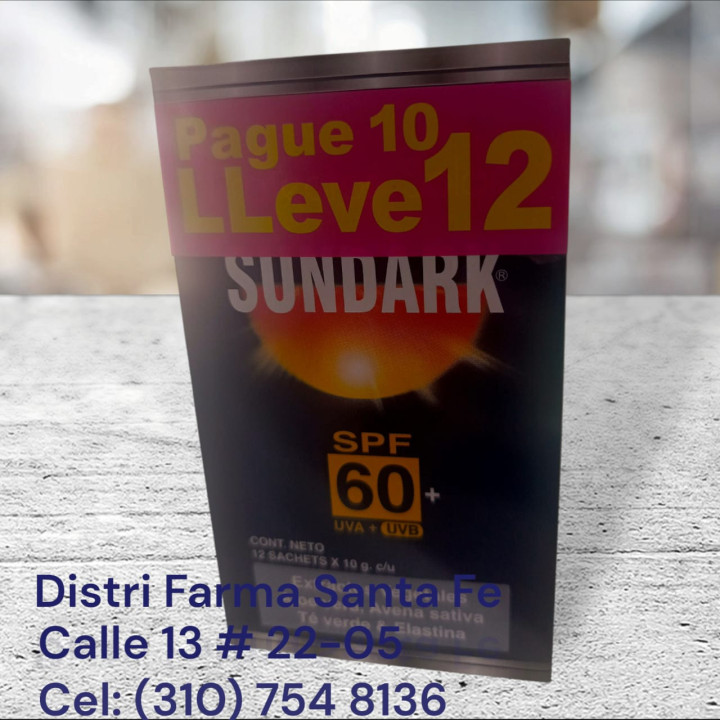 Pague 10
LLeve 12
SUNDARK®
SPF
60+
UVA + UVB
CONT. NETO
12 SACHETS X 10 g. c/u
Avena sativa
Té verde & Elastina
Distri Farma Santa Fe
Calle 13 # 22-05
Cel: (310) 754 8136